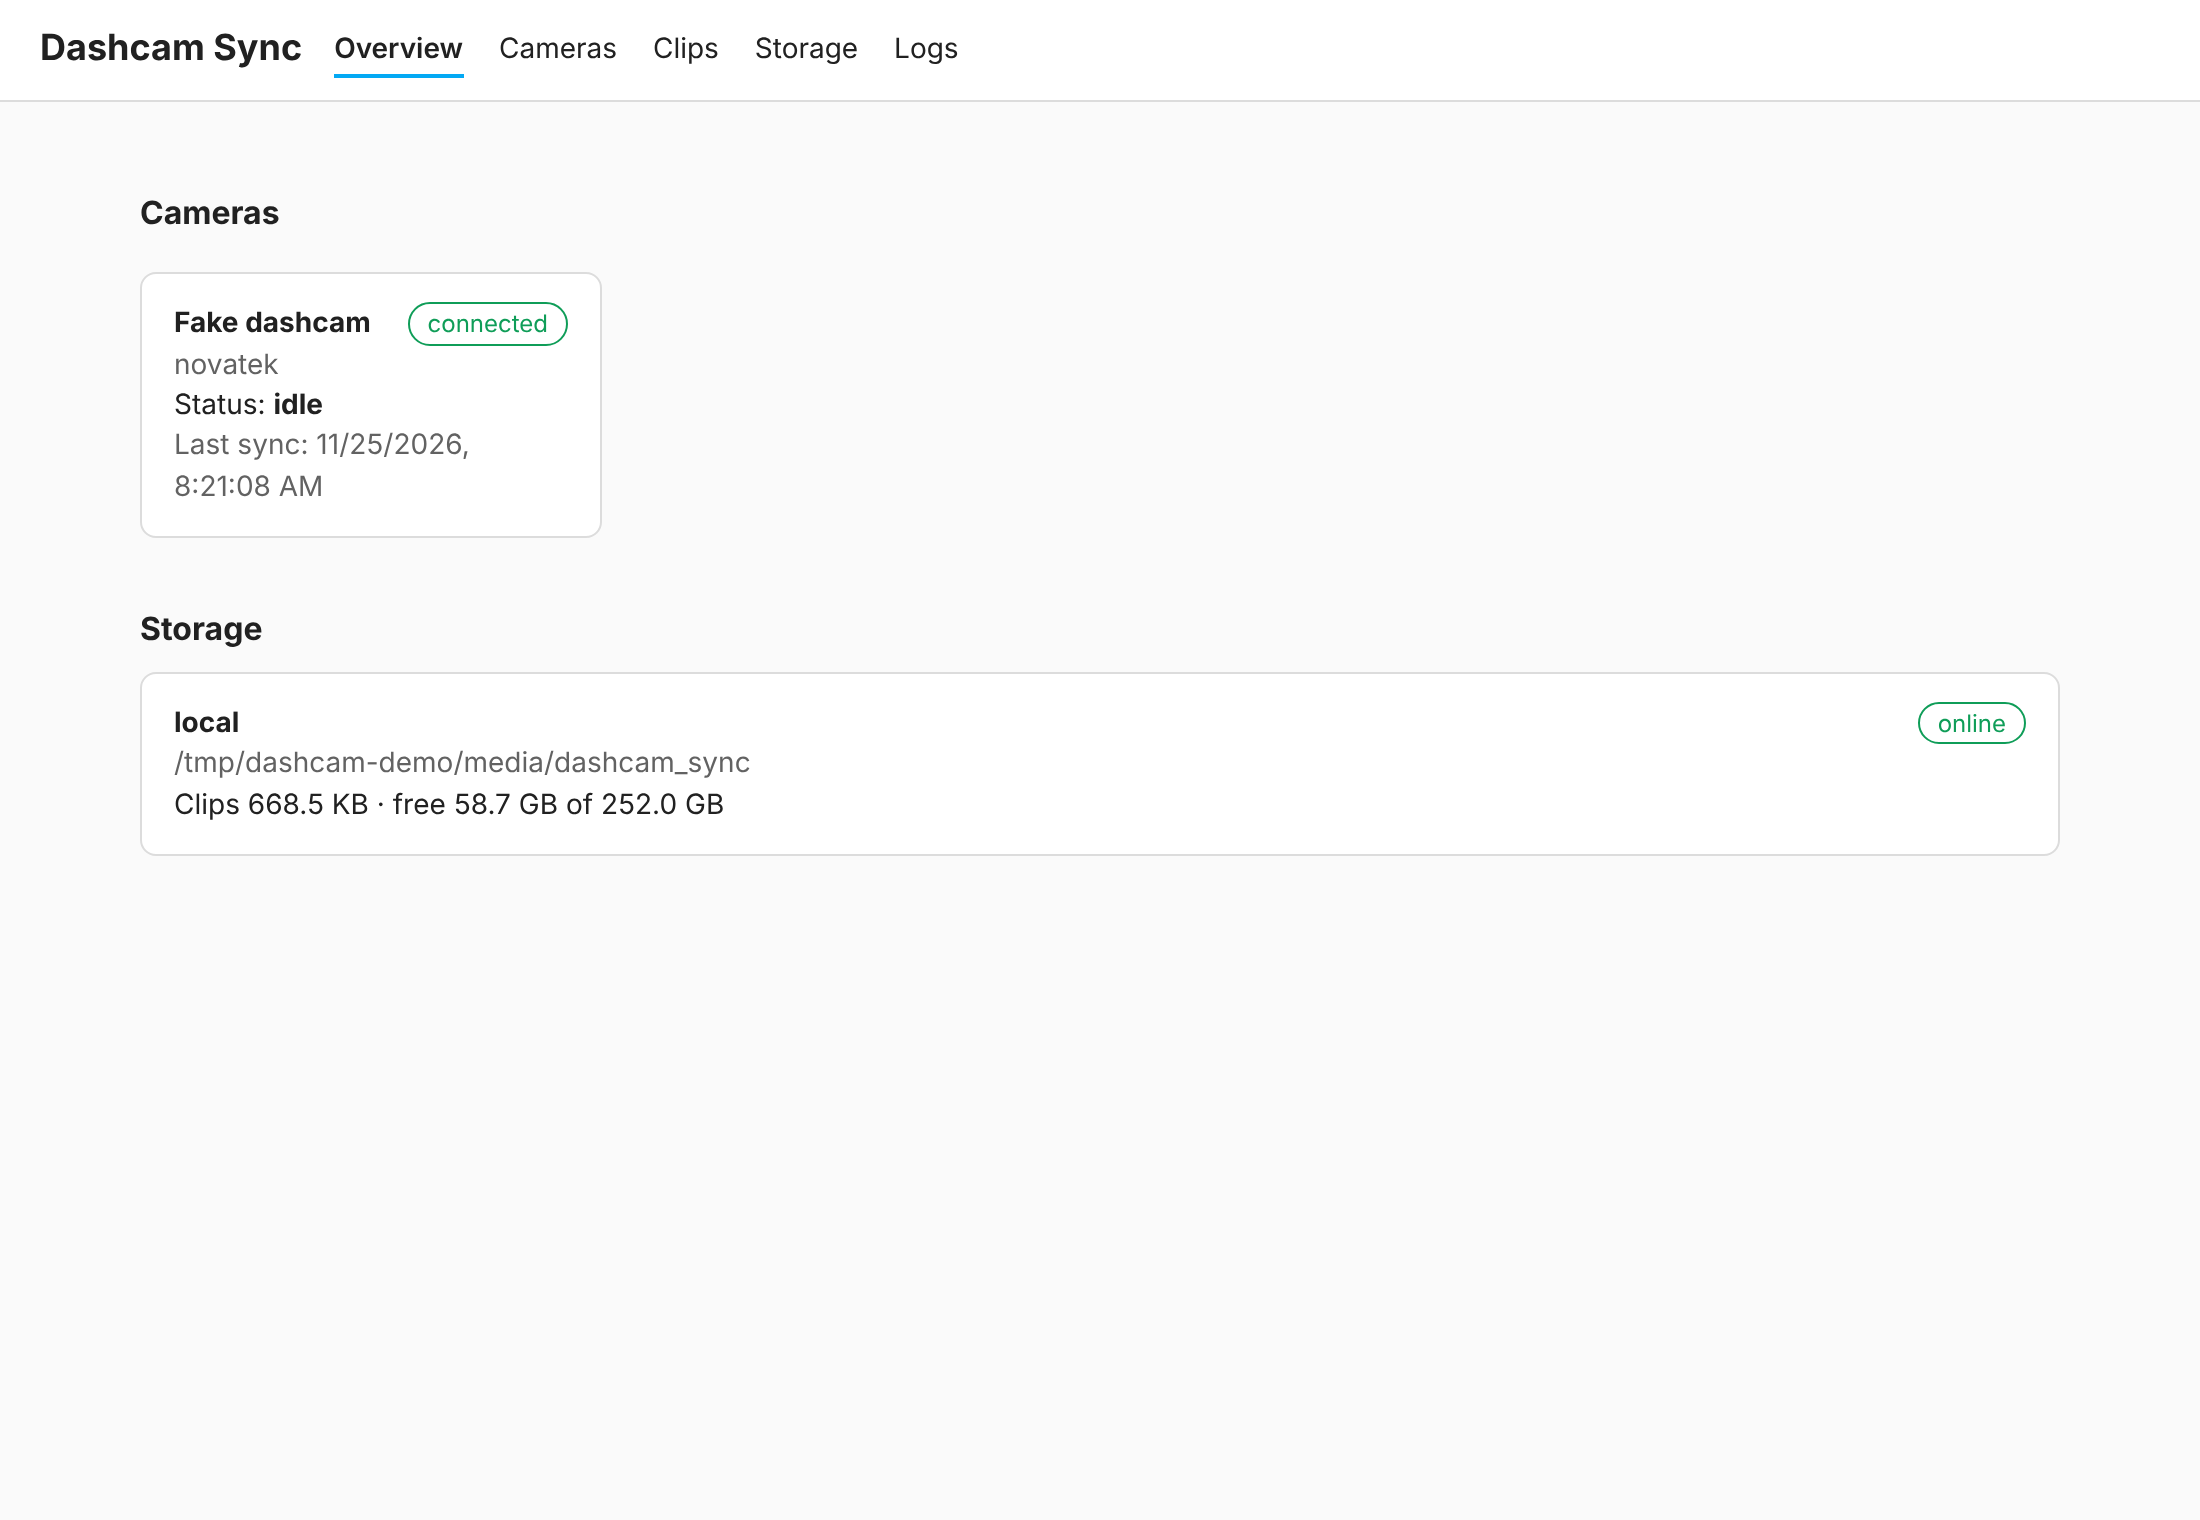 Dashcam Sync Overview Cameras Clips Storage Logs
Cameras
Fake dashcam connected
novatek
Status: idle
Last sync: 11/25/2026,
8:21:08 AM
Storage
local online
/tmp/dashcam-demo/media/dashcam_sync
Clips 668.5 KB · free 58.7 GB of 252.0 GB